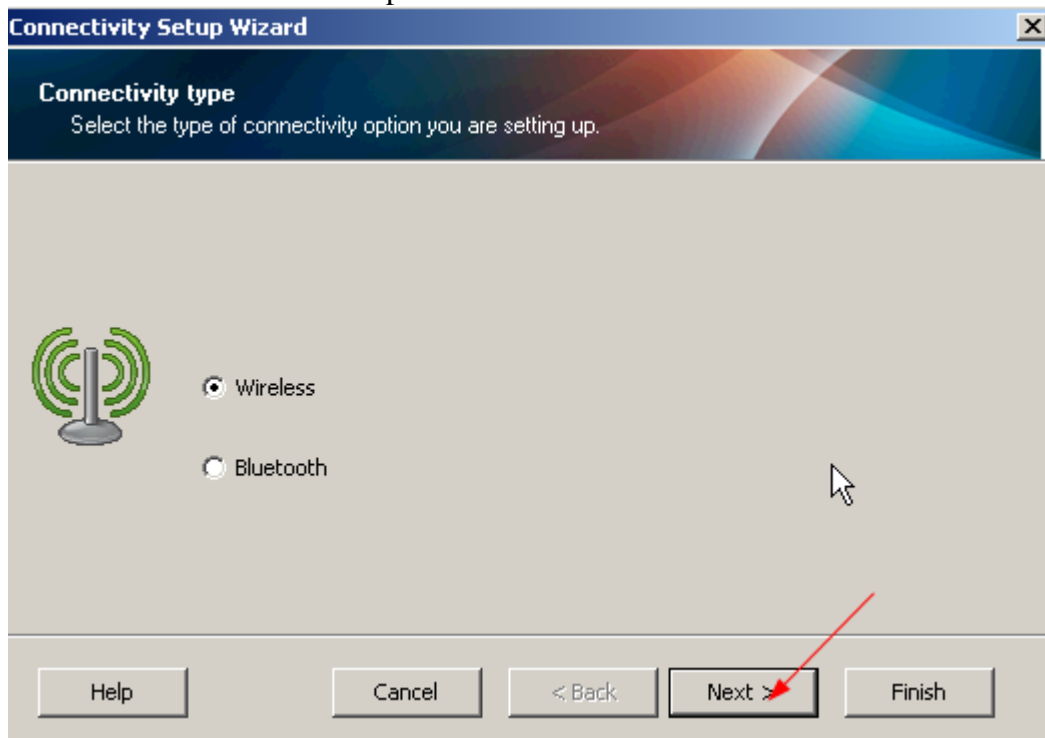 Connectivity Setup Wizard
Connectivity type
Select the type of connectivity option you are setting up.
Wireless
Bluetooth
Help Cancel < Back Next > Finish